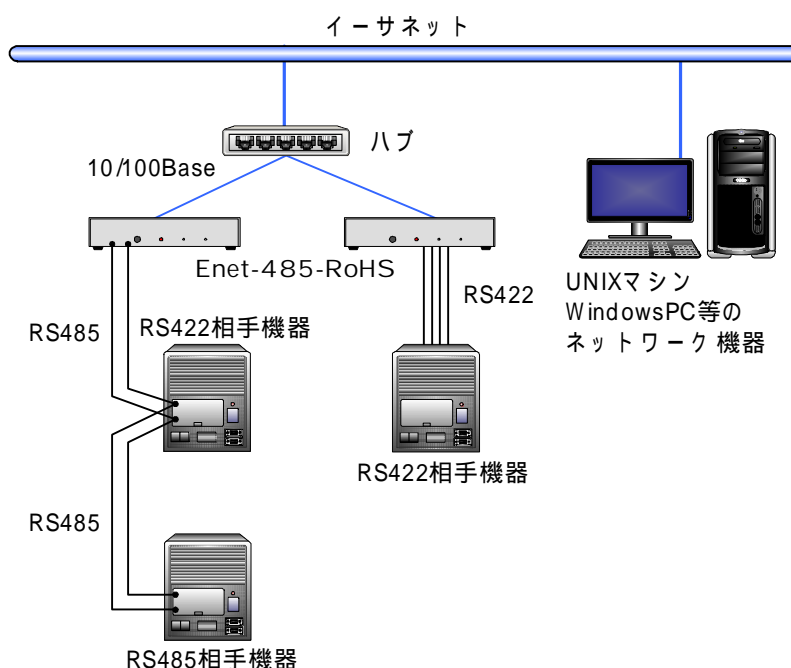 イーサネット
ハブ
10/100Base
Enet-485-RoHS
RS422
UNIXマシン
WindowsPC等の
ネットワーク機器
RS485
RS422相手機器
RS422相手機器
RS485
RS485相手機器